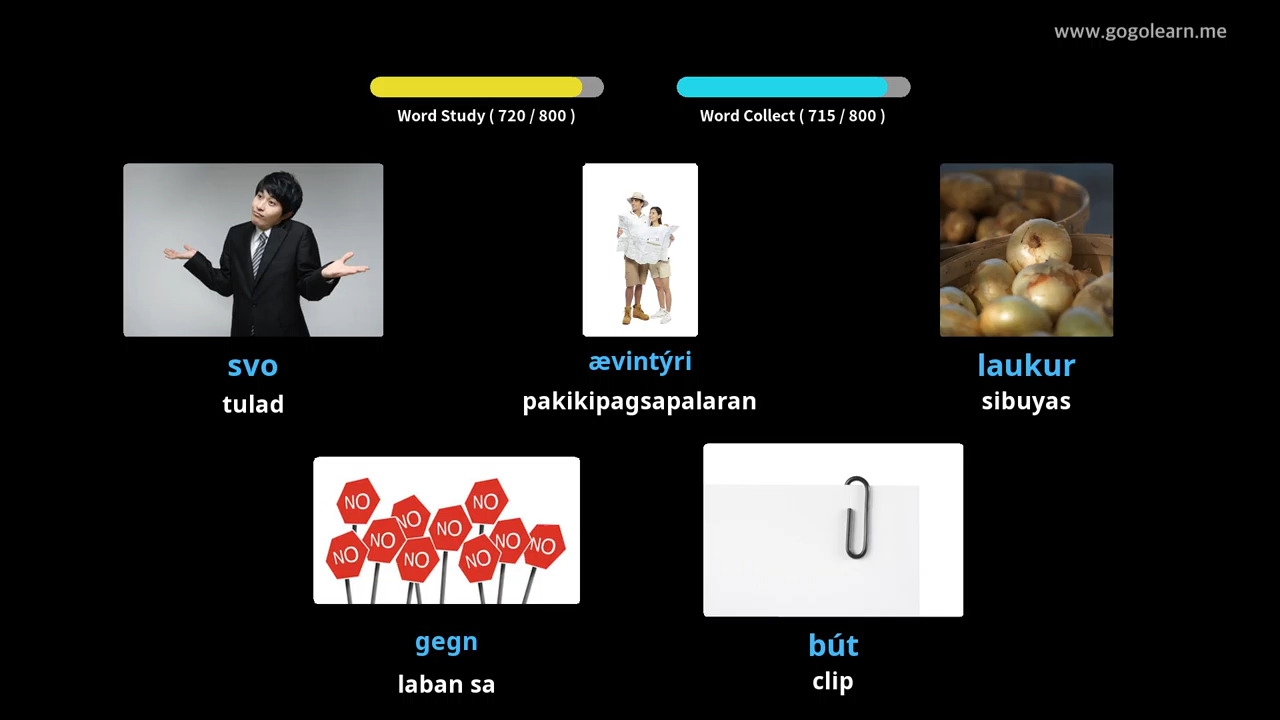 www.gogolearn.me
Word Study ( 720 / 800 )
Word Collect ( 715 / 800 )
svo
tulad
ævintýri
pakikipagsapalaran
laukur
sibuyas
NO
NO
NO
NO
NO
NO
NO
NO
NO
NO
gegn
laban sa
bút
clip